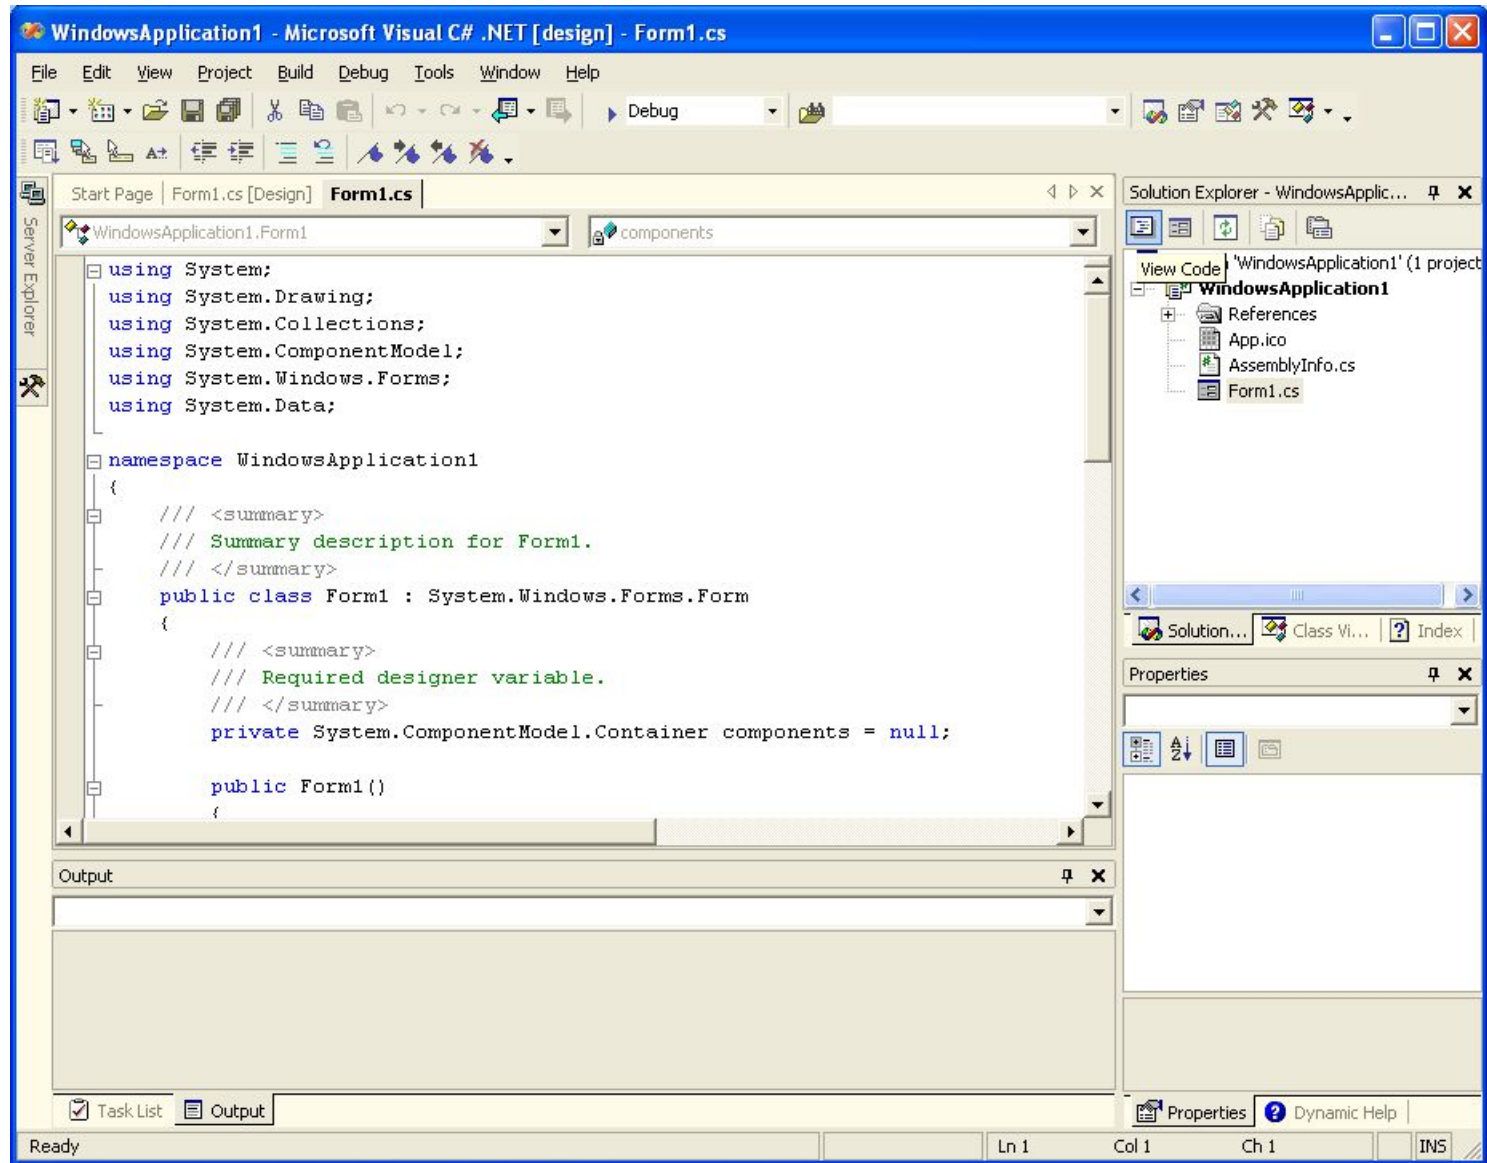 WindowsApplication1 - Microsoft Visual C# .NET [design] - Form1.cs
File Edit View Project Build Debug Tools Window Help
Debug
Start Page Form1.cs [Design] Form1.cs
Solution Explorer - WindowsApplic...
Server Explorer
WindowsApplication1.Form1 components
View Code
'WindowsApplication1' (1 project
WindowsApplication1
References
App.ico
AssemblyInfo.cs
Form1.cs
using System;
using System.Drawing;
using System.Collections;
using System.ComponentModel;
using System.Windows.Forms;
using System.Data;
namespace WindowsApplication1
{
/// <summary>
/// Summary description for Form1.
/// </summary>
public class Form1 : System.Windows.Forms.Form
{
/// <summary>
/// Required designer variable.
/// </summary>
private System.ComponentModel.Container components = null;
public Form1()
{
Solution... Class Vi... Index
Properties
Output
Task List Output
Properties Dynamic Help
Ready Ln 1 Col 1 Ch 1 INS